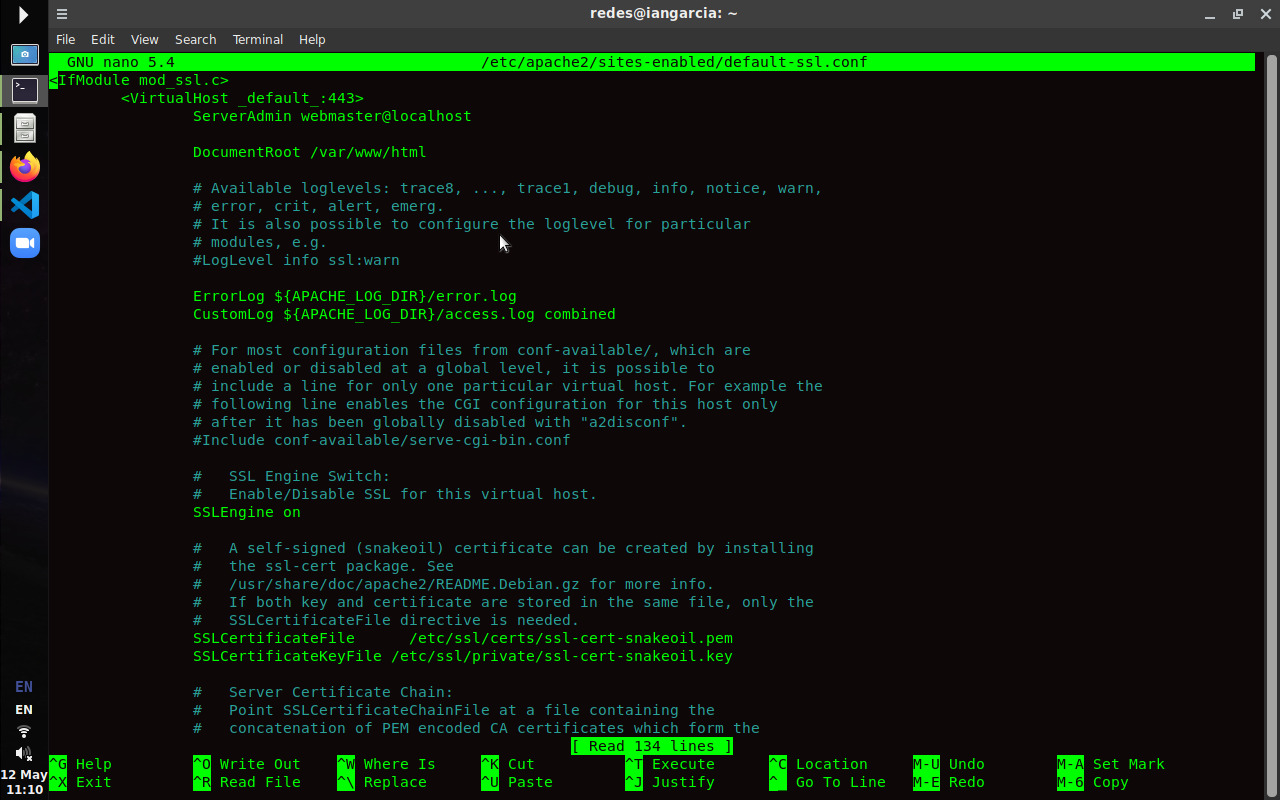 redes@iangarcia: ~
File Edit View Search Terminal Help
GNU nano 5.4 /etc/apache2/sites-enabled/default-ssl.conf
<IfModule mod_ssl.c>
<VirtualHost _default_:443>
ServerAdmin webmaster@localhost
DocumentRoot /var/www/html
# Available loglevels: trace8, ..., trace1, debug, info, notice, warn,
# error, crit, alert, emerg.
# It is also possible to configure the loglevel for particular
# modules, e.g.
#LogLevel info ssl:warn
ErrorLog ${APACHE_LOG_DIR}/error.log
CustomLog ${APACHE_LOG_DIR}/access.log combined
# For most configuration files from conf-available/, which are
# enabled or disabled at a global level, it is possible to
# include a line for only one particular virtual host. For example the
# following line enables the CGI configuration for this host only
# after it has been globally disabled with "a2disconf".
#Include conf-available/serve-cgi-bin.conf
#   SSL Engine Switch:
#   Enable/Disable SSL for this virtual host.
SSLEngine on
#   A self-signed (snakeoil) certificate can be created by installing
#   the ssl-cert package. See
#   /usr/share/doc/apache2/README.Debian.gz for more info.
#   If both key and certificate are stored in the same file, only the
#   SSLCertificateFile directive is needed.
SSLCertificateFile      /etc/ssl/certs/ssl-cert-snakeoil.pem
SSLCertificateKeyFile /etc/ssl/private/ssl-cert-snakeoil.key
#   Server Certificate Chain:
#   Point SSLCertificateChainFile at a file containing the
#   concatenation of PEM encoded CA certificates which form the
[ Read 134 lines ]
^G Help ^O Write Out ^W Where Is ^K Cut ^T Execute ^C Location M-U Undo M-A Set Mark
^X Exit ^R Read File ^\ Replace ^U Paste ^J Justify ^_ Go To Line M-E Redo M-6 Copy
EN
EN
12 May
11:10